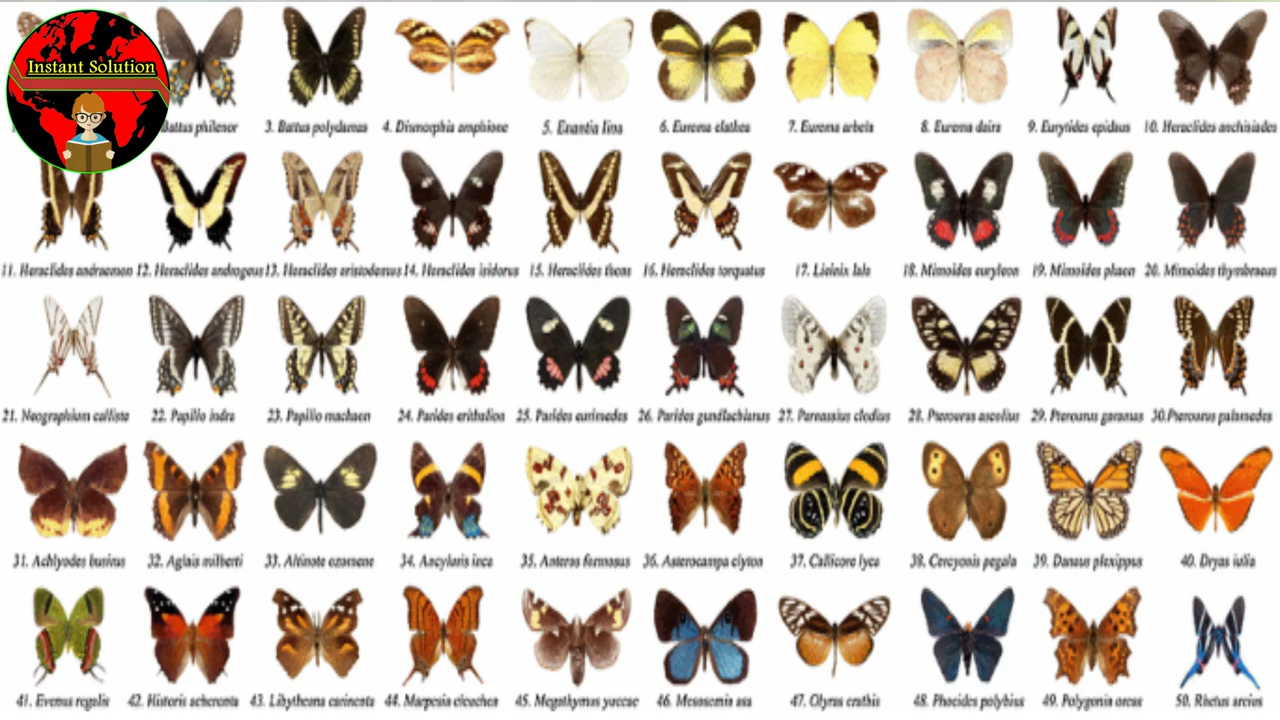 Instant Solution
Battus philenor
3. Battus polydamas
4. Dismorphia amphione
5. Enantia lina
6. Eurema elathea
7. Eurema arbela
8. Eurema daira
9. Eurytides epidaus
10. Heraclides anchisiades
11. Heraclides andraemon
12. Heraclides androgeus
13. Heraclides aristodemus
14. Heraclides isidorus
15. Heraclides thoas
16. Heraclides torquatus
17. Lieinix lala
18. Mimoides euryleon
19. Mimoides phaon
20. Mimoides thymbraeus
21. Neographium calliste
22. Papilio indra
23. Papilio machaon
24. Parides erithalion
25. Parides eurimedes
26. Parides gundlachianus
27. Parnassius clodius
28. Pterourus ascolius
29. Pterourus garamas
30. Pterourus palamedes
31. Achlyodes busirus
32. Aglais milberti
33. Altinote ozomene
34. Ancyluris inca
35. Anteros formosus
36. Asterocampa clyton
37. Callicore lyca
38. Cercyonis pegala
39. Danaus plexippus
40. Dryas iulia
41. Evenus regalis
42. Historis acheronta
43. Libytheana carinenta
44. Marpesia eleuchea
45. Megathymus yuccae
46. Mesosemia asa
47. Olyras crathis
48. Phocides polybius
49. Polygonia oreas
50. Rhetus arcius